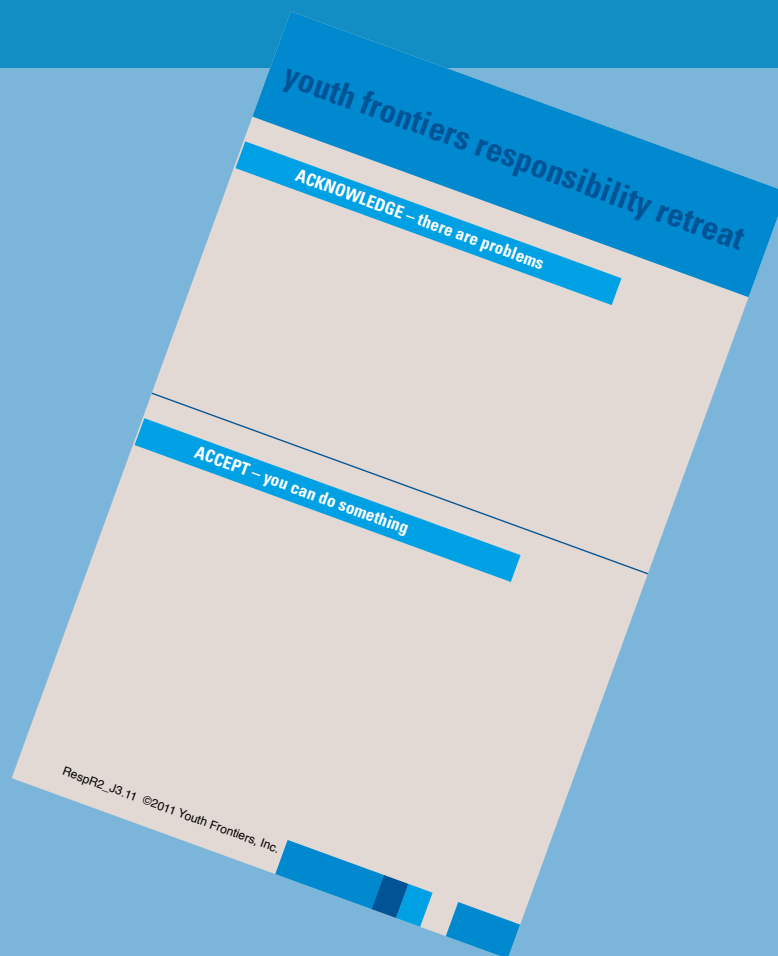 youth frontiers responsibility retreat
ACKNOWLEDGE – there are problems
ACCEPT – you can do something
RespR2_J3.11 ©2011 Youth Frontiers, Inc.